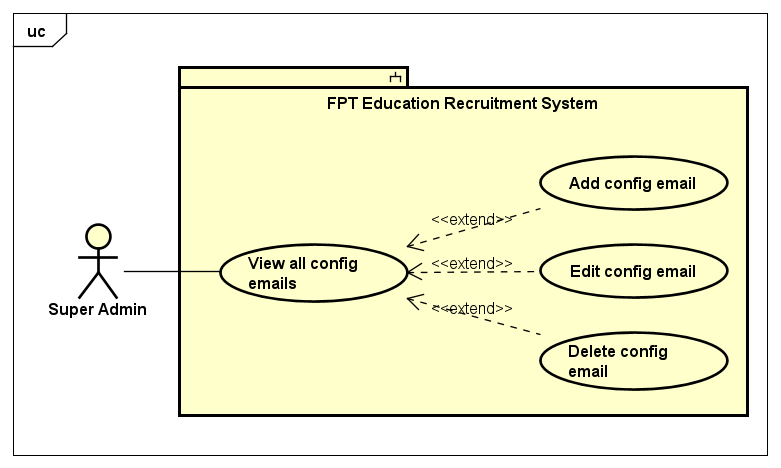 uc
FPT Education Recruitment System
Add config email
<<extend>>
View all config
emails
<<extend>>
Edit config email
Super Admin
<<extend>>
Delete config
email